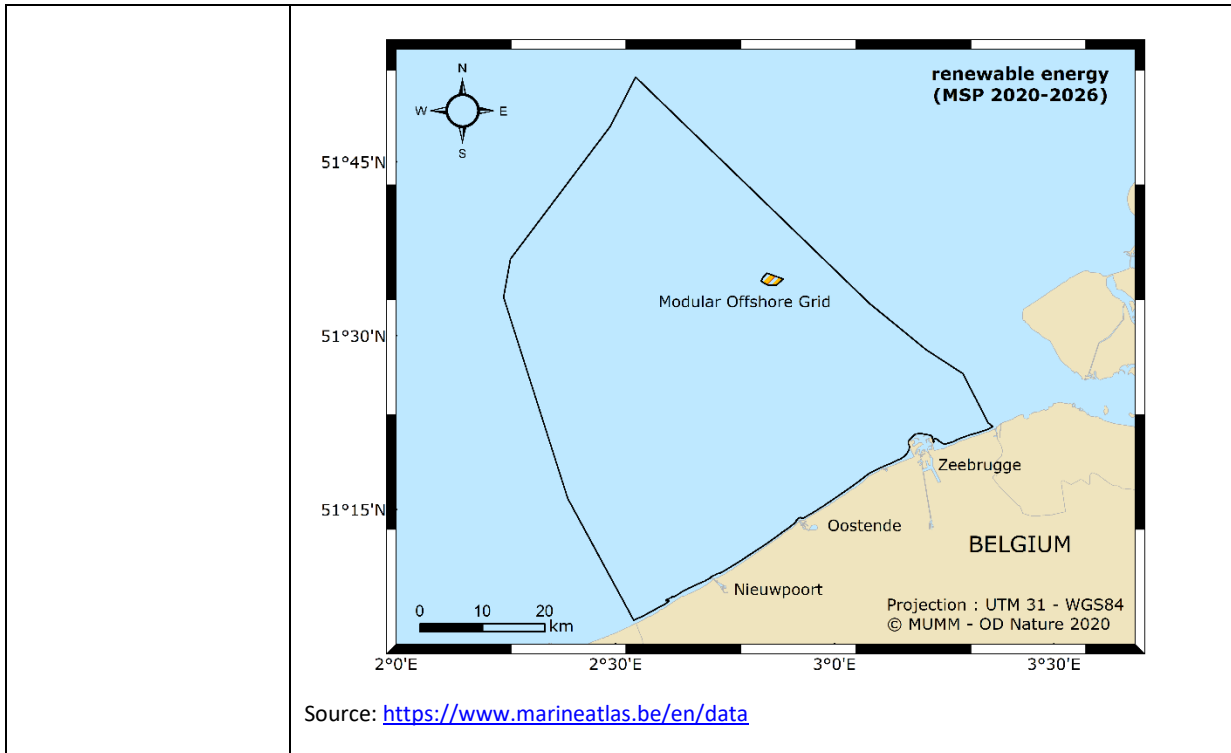 renewable energy
(MSP 2020-2026)
N
W E
S
51°45'N
Modular Offshore Grid
51°30'N
Zeebrugge
51°15'N
Oostende
BELGIUM
Nieuwpoort
0 10 20
km
Projection : UTM 31 - WGS84
© MUMM - OD Nature 2020
2°0'E 2°30'E 3°0'E 3°30'E
Source: https://www.marineatlas.be/en/data